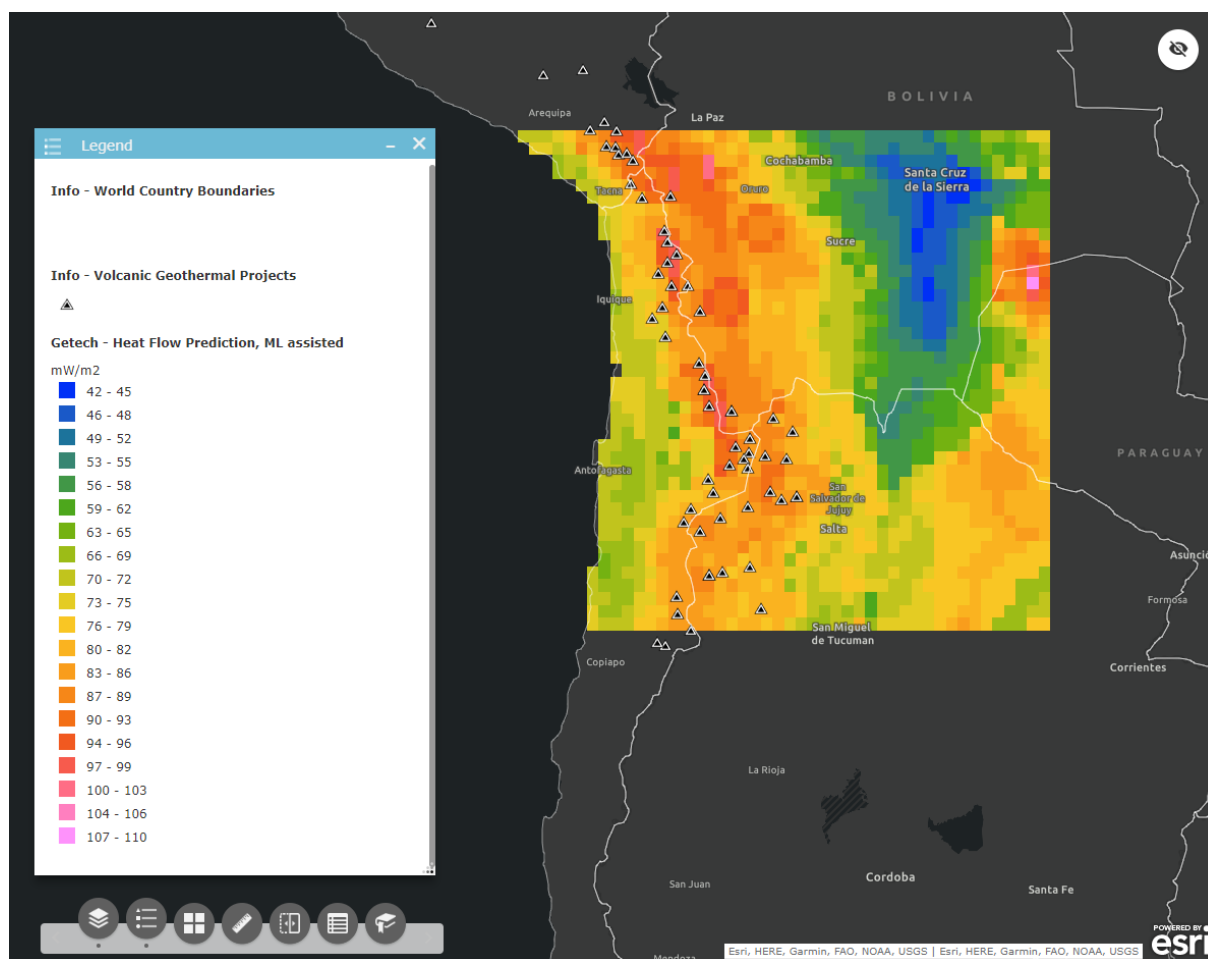 BOLIVIA
Arequipa
La Paz
Legend
Cochabamba
Santa Cruz
de la Sierra
Info - World Country Boundaries
Tacna
Oruro
Sucre
Info - Volcanic Geothermal Projects
Iquique
Getech - Heat Flow Prediction, ML assisted
mW/m2
42 - 45
46 - 48
49 - 52
53 - 55
56 - 58
59 - 62
63 - 65
66 - 69
70 - 72
73 - 75
76 - 79
80 - 82
83 - 86
87 - 89
90 - 93
94 - 96
97 - 99
100 - 103
104 - 106
107 - 110
PARAGUAY
Antofagasta
San
Salvador de
Jujuy
Salta
Asunció
Formosa
San Miguel
de Tucuman
Copiapo
Corrientes
La Rioja
San Juan
Cordoba
Santa Fe
Mendoza
Esri, HERE, Garmin, FAO, NOAA, USGS | Esri, HERE, Garmin, FAO, NOAA, USGS
POWERED BY
esri